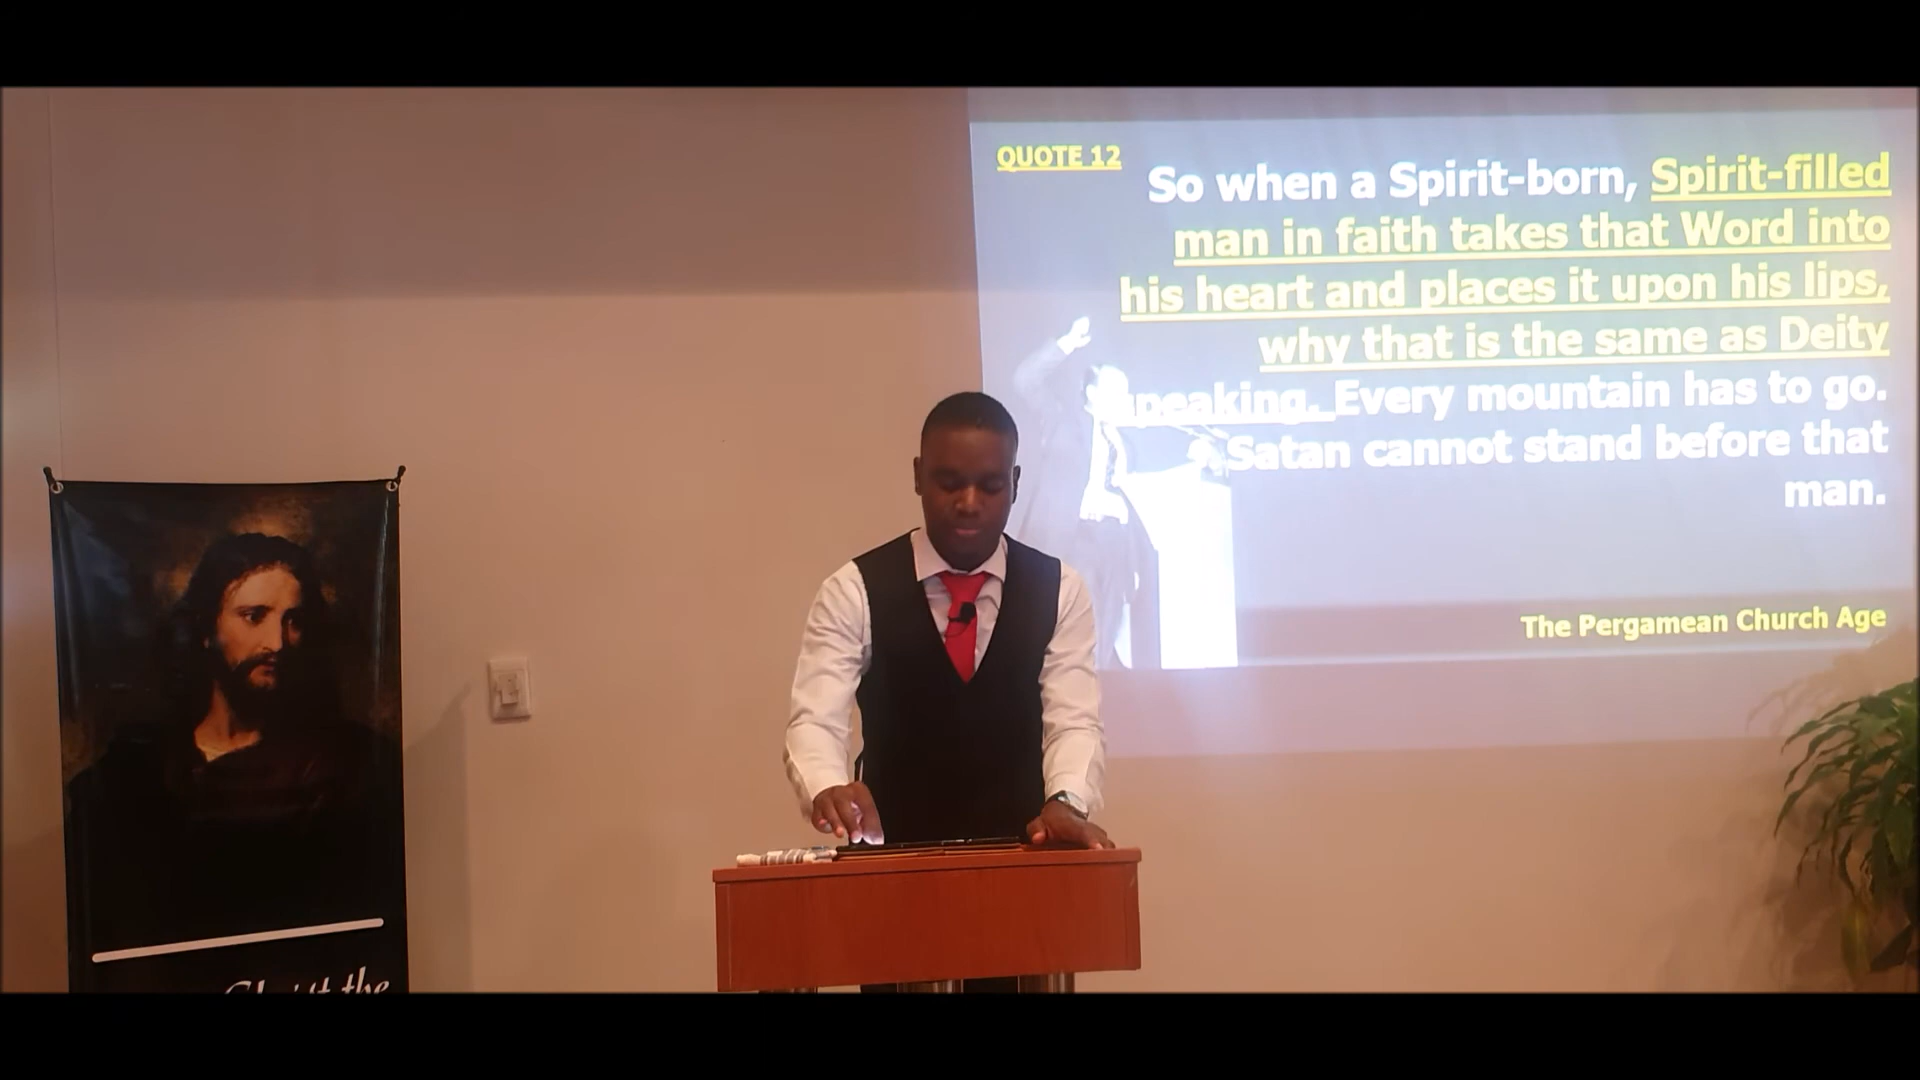 QUOTE 12
So when a Spirit-born, Spirit-filled
man in faith takes that Word into
his heart and places it upon his lips,
why that is the same as Deity
speaking. Every mountain has to go.
Satan cannot stand before that
man.
The Pergamean Church Age
Christ the